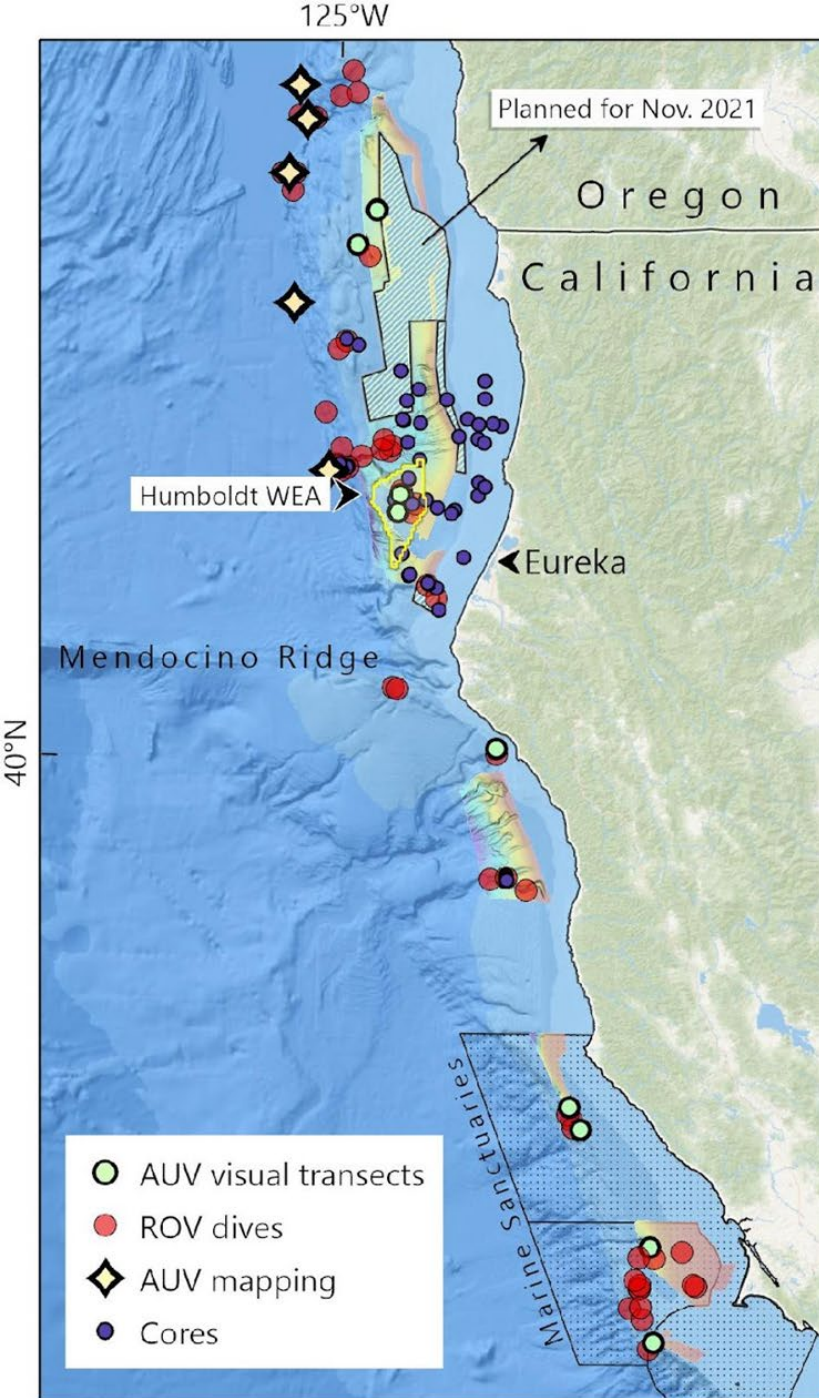 125°W
Planned for Nov. 2021
Oregon
California
Humboldt WEA
Eureka
Mendocino Ridge
40°N
Marine Sanctuaries
AUV visual transects
ROV dives
AUV mapping
Cores